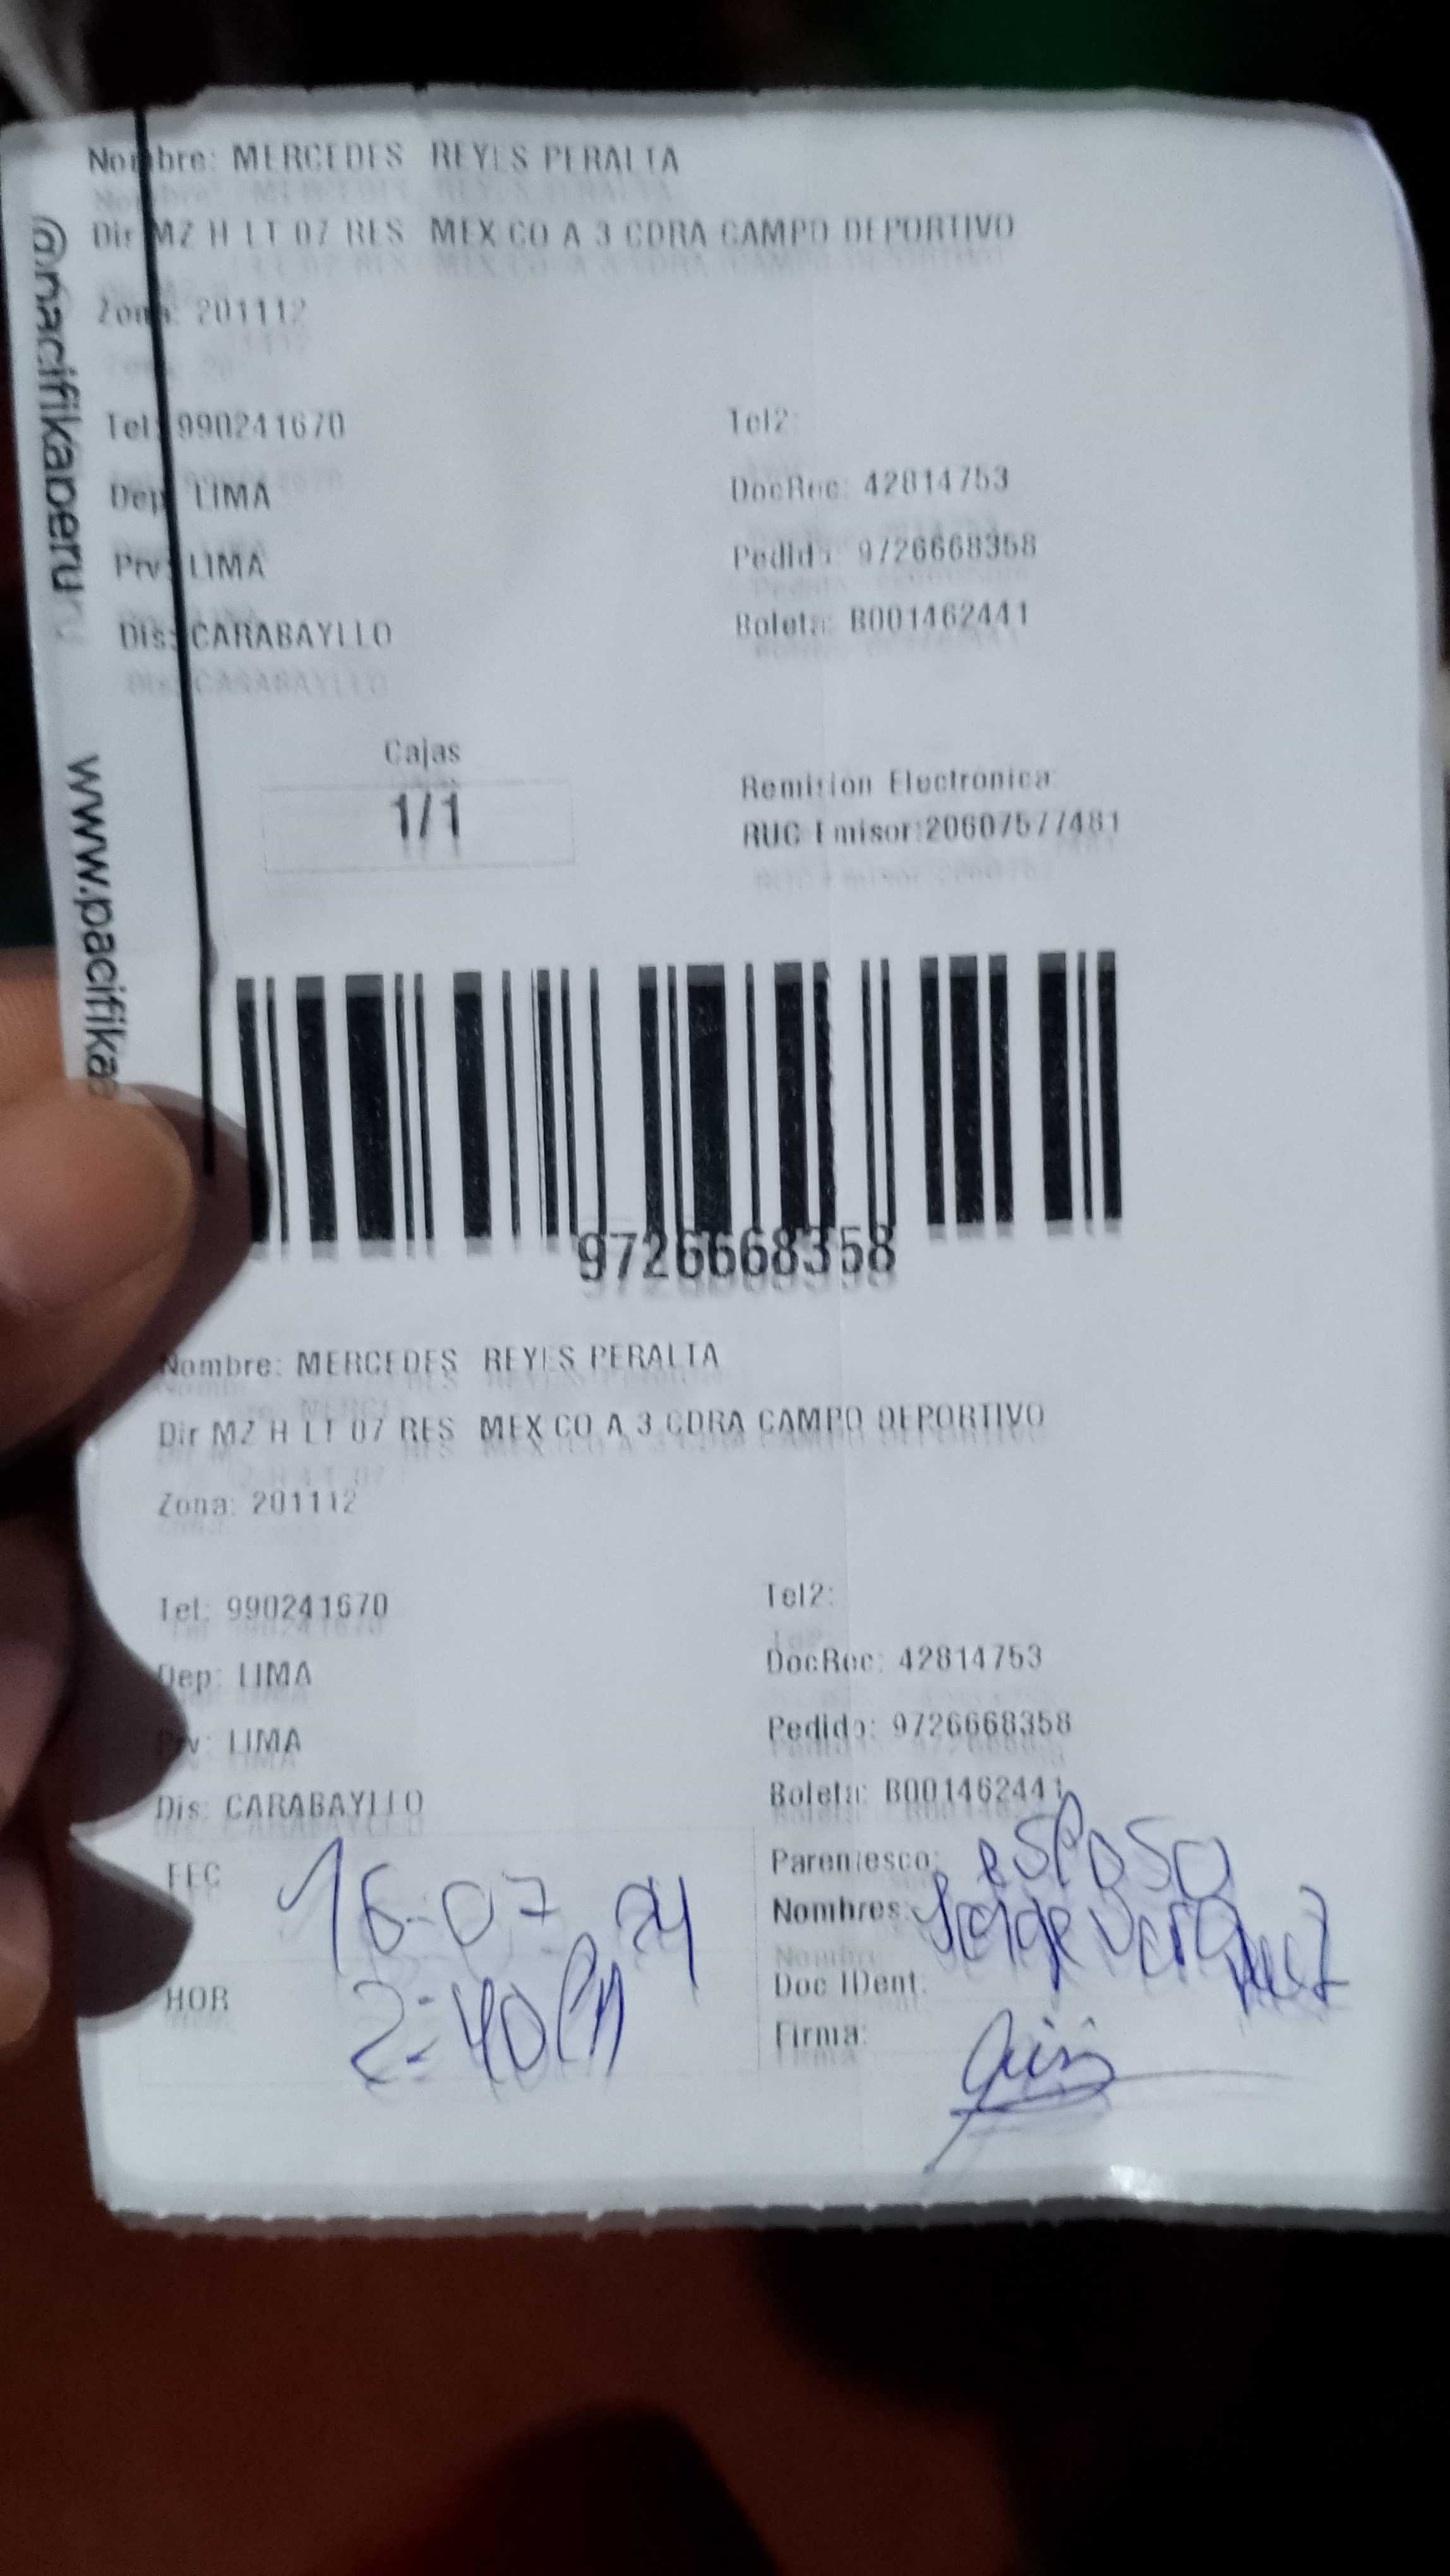 Nombre: MERCEDES REYES PERALTA
Dir MZ H LT 07 RES MEX CO A 3 CDRA CAMPO DEPORTIVO
Zona: 201112
Tel: 990241670 Tel2:
Dep: LIMA DocRec: 42814753
Prv: LIMA Pedido: 9726668358
Dis: CARABAYLLO Boleta: B001462441
@pacifikaperu
www.pacifika
Cajas
1/1
Remision Electronica:
RUC Emisor:20607577481
9726668358
Nombre: MERCEDES REYES PERALTA
Dir MZ H LT 07 RES MEX CO A 3 CDRA CAMPO DEPORTIVO
Zona: 201112
Tel: 990241670 Tel2:
Dep: LIMA DocRec: 42814753
Prv: LIMA Pedido: 9726668358
Dis: CARABAYLLO Boleta: B001462441
FEC 16-07-24
HOR 2:40 PM
Parentesco: esposo
Nombres: Jorge
Doc IDent:
Firma: